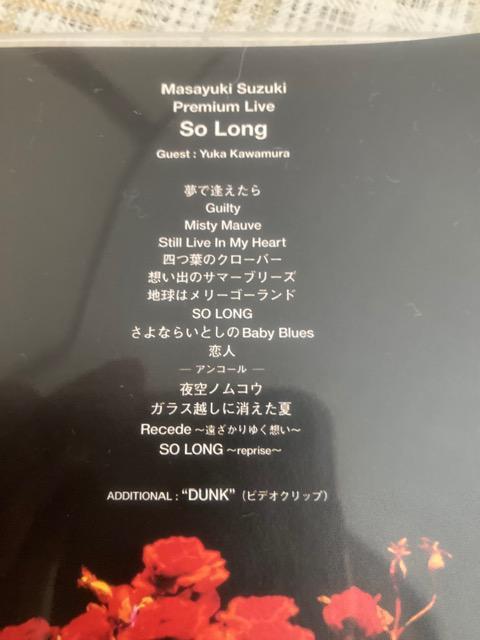 Masayuki Suzuki
Premium Live
So Long
Guest : Yuka Kawamura
夢で逢えたら
Guilty
Misty Mauve
Still Live In My Heart
四つ葉のクローバー
想い出のサマーブリーズ
地球はメリーゴーランド
SO LONG
さよならいとしのBaby Blues
恋人
— アンコール —
夜空ノムコウ
ガラス越しに消えた夏
Recede ～遠ざかりゆく想い～
SO LONG ～reprise～
ADDITIONAL : “DUNK”（ビデオクリップ）